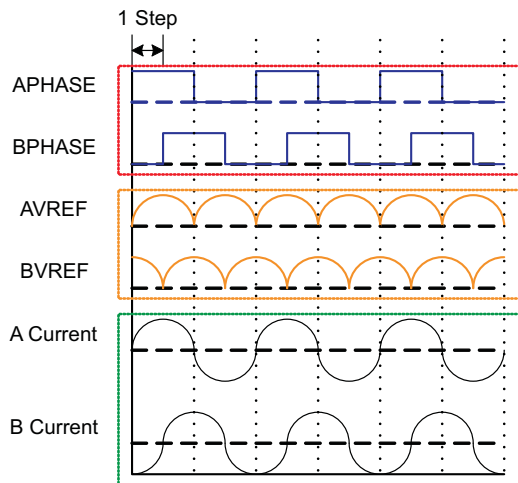 1 Step
APHASE
BPHASE
AVREF
BVREF
A Current
B Current